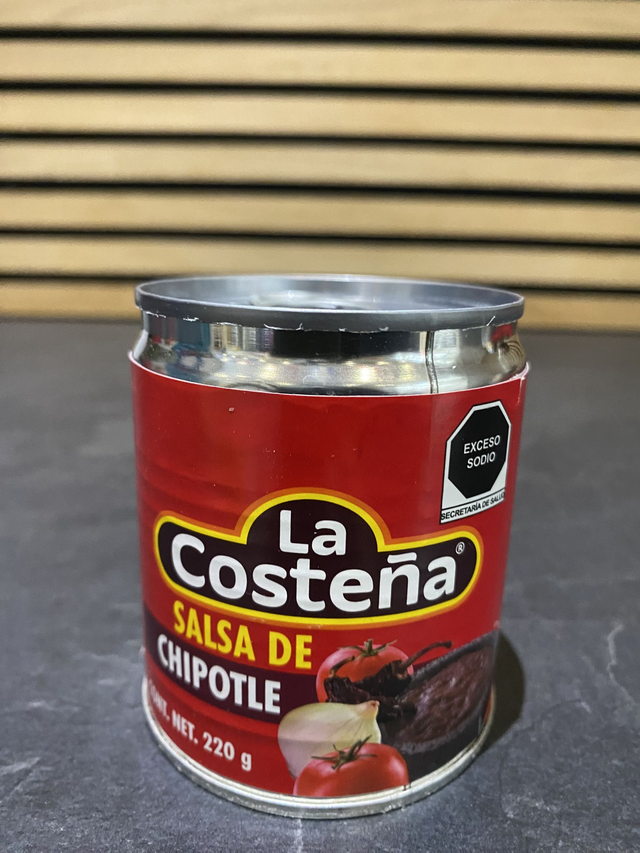 EXCESO
SODIO
SECRETARÍA DE SALUD
La
Costeña®
SALSA DE
CHIPOTLE
CONT. NET. 220 g